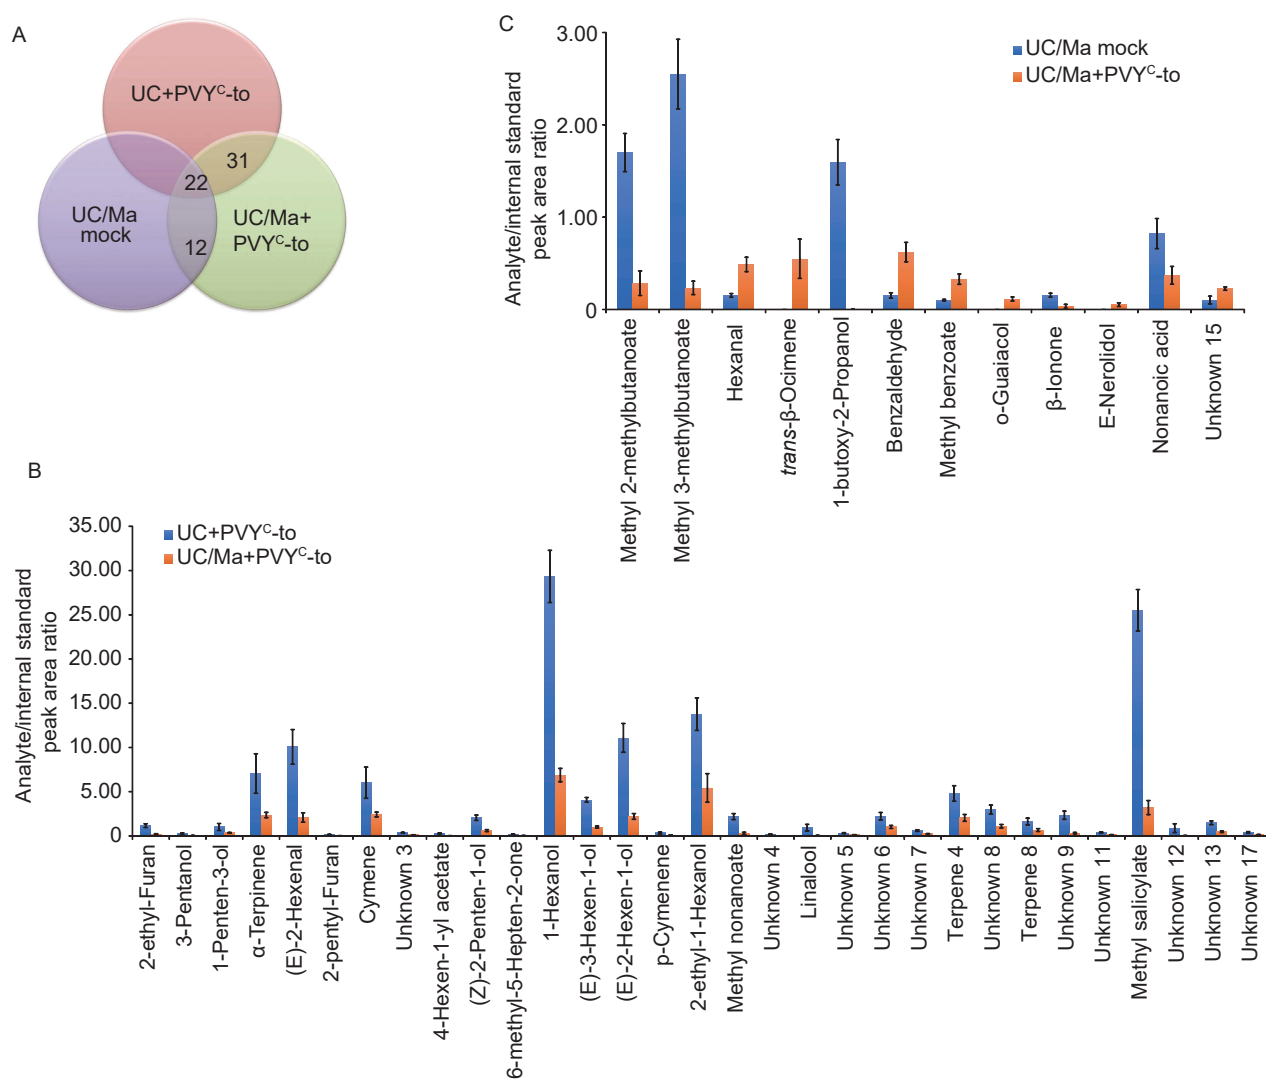 A
UC+PVYC-to
31
22
UC/Ma
mock
UC/Ma+
PVYC-to
12
C
Analyte/internal standard
peak area ratio
3.00
2.00
1.00
0
UC/Ma mock
UC/Ma+PVYC-to
Methyl 2-methylbutanoate
Methyl 3-methylbutanoate
Hexanal
trans-β-Ocimene
1-butoxy-2-Propanol
Benzaldehyde
Methyl benzoate
o-Guaiacol
β-Ionone
E-Nerolidol
Nonanoic acid
Unknown 15
B
Analyte/internal standard
peak area ratio
35.00
30.00
25.00
20.00
15.00
10.00
5.00
0
UC+PVYC-to
UC/Ma+PVYC-to
2-ethyl-Furan
3-Pentanol
1-Penten-3-ol
α-Terpinene
(E)-2-Hexenal
2-pentyl-Furan
Cymene
Unknown 3
4-Hexen-1-yl acetate
(Z)-2-Penten-1-ol
6-methyl-5-Hepten-2-one
1-Hexanol
(E)-3-Hexen-1-ol
(E)-2-Hexen-1-ol
p-Cymenene
2-ethyl-1-Hexanol
Methyl nonanoate
Unknown 4
Linalool
Unknown 5
Unknown 6
Unknown 7
Terpene 4
Unknown 8
Terpene 8
Unknown 9
Unknown 11
Methyl salicylate
Unknown 12
Unknown 13
Unknown 17